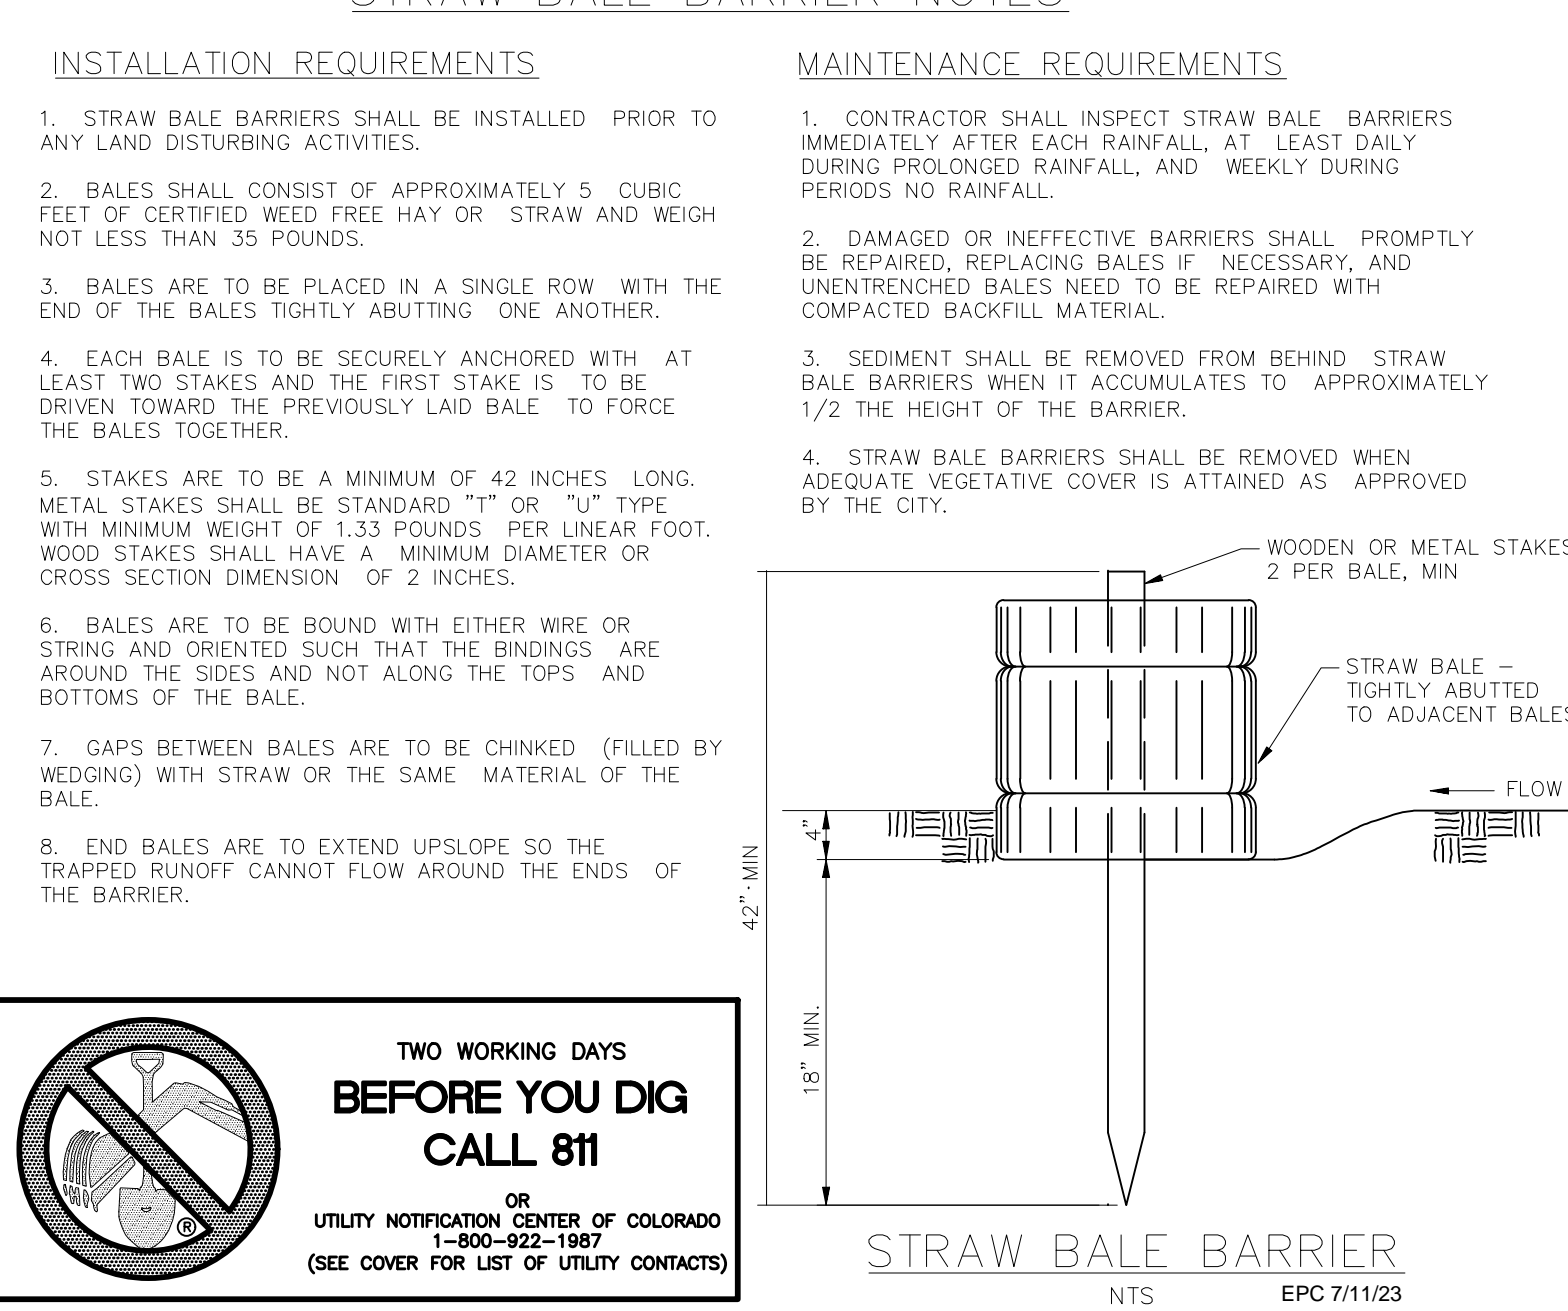 STRAW BALE BARRIER NOTES
INSTALLATION REQUIREMENTS
1. STRAW BALE BARRIERS SHALL BE INSTALLED PRIOR TO
ANY LAND DISTURBING ACTIVITIES.
2. BALES SHALL CONSIST OF APPROXIMATELY 5 CUBIC
FEET OF CERTIFIED WEED FREE HAY OR STRAW AND WEIGH
NOT LESS THAN 35 POUNDS.
3. BALES ARE TO BE PLACED IN A SINGLE ROW WITH THE
END OF THE BALES TIGHTLY ABUTTING ONE ANOTHER.
4. EACH BALE IS TO BE SECURELY ANCHORED WITH AT
LEAST TWO STAKES AND THE FIRST STAKE IS TO BE
DRIVEN TOWARD THE PREVIOUSLY LAID BALE TO FORCE
THE BALES TOGETHER.
5. STAKES ARE TO BE A MINIMUM OF 42 INCHES LONG.
METAL STAKES SHALL BE STANDARD "T" OR "U" TYPE
WITH MINIMUM WEIGHT OF 1.33 POUNDS PER LINEAR FOOT.
WOOD STAKES SHALL HAVE A MINIMUM DIAMETER OR
CROSS SECTION DIMENSION OF 2 INCHES.
6. BALES ARE TO BE BOUND WITH EITHER WIRE OR
STRING AND ORIENTED SUCH THAT THE BINDINGS ARE
AROUND THE SIDES AND NOT ALONG THE TOPS AND
BOTTOMS OF THE BALE.
7. GAPS BETWEEN BALES ARE TO BE CHINKED (FILLED BY
WEDGING) WITH STRAW OR THE SAME MATERIAL OF THE
BALE.
8. END BALES ARE TO EXTEND UPSLOPE SO THE
TRAPPED RUNOFF CANNOT FLOW AROUND THE ENDS OF
THE BARRIER.
MAINTENANCE REQUIREMENTS
1. CONTRACTOR SHALL INSPECT STRAW BALE BARRIERS
IMMEDIATELY AFTER EACH RAINFALL, AT LEAST DAILY
DURING PROLONGED RAINFALL, AND WEEKLY DURING
PERIODS NO RAINFALL.
2. DAMAGED OR INEFFECTIVE BARRIERS SHALL PROMPTLY
BE REPAIRED, REPLACING BALES IF NECESSARY, AND
UNENTRENCHED BALES NEED TO BE REPAIRED WITH
COMPACTED BACKFILL MATERIAL.
3. SEDIMENT SHALL BE REMOVED FROM BEHIND STRAW
BALE BARRIERS WHEN IT ACCUMULATES TO APPROXIMATELY
1/2 THE HEIGHT OF THE BARRIER.
4. STRAW BALE BARRIERS SHALL BE REMOVED WHEN
ADEQUATE VEGETATIVE COVER IS ATTAINED AS APPROVED
BY THE CITY.
WOODEN OR METAL STAKES
2 PER BALE, MIN
STRAW BALE –
TIGHTLY ABUTTED
TO ADJACENT BALES
FLOW
4"
42". MIN
18" MIN.
STRAW BALE BARRIER
NTS
EPC 7/11/23
TWO WORKING DAYS
BEFORE YOU DIG
CALL 811
OR
UTILITY NOTIFICATION CENTER OF COLORADO
1-800-922-1987
(SEE COVER FOR LIST OF UTILITY CONTACTS)
®